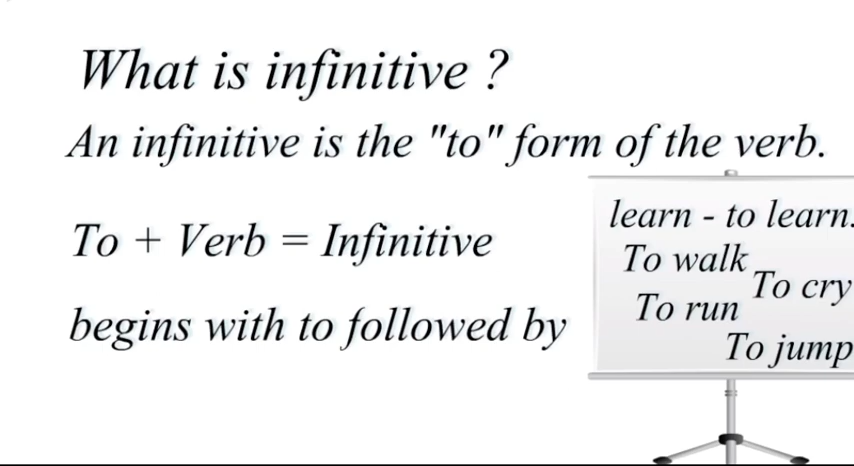 What is infinitive ?
An infinitive is the "to" form of the verb.
To + Verb = Infinitive
begins with to followed by
learn - to learn.
To walk
To cry
To run
To jump